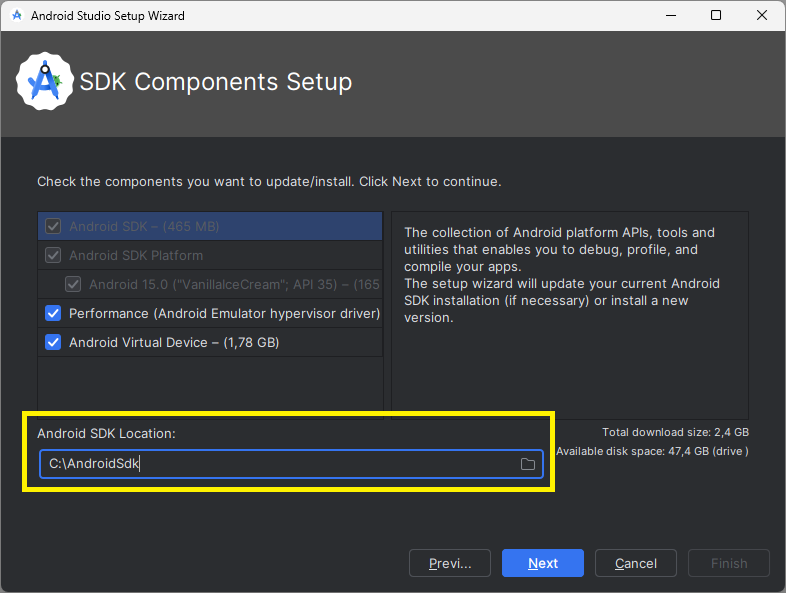 Android Studio Setup Wizard
SDK Components Setup
Check the components you want to update/install. Click Next to continue.
Android SDK – (465 MB)
Android SDK Platform
Android 15.0 ("VanillaIceCream"; API 35) – (165
Performance (Android Emulator hypervisor driver)
Android Virtual Device – (1,78 GB)
The collection of Android platform APIs, tools and
utilities that enables you to debug, profile, and
compile your apps.
The setup wizard will update your current Android
SDK installation (if necessary) or install a new
version.
Android SDK Location:
C:\AndroidSdk
Total download size: 2,4 GB
Available disk space: 47,4 GB (drive )
Previ...
Next
Cancel
Finish